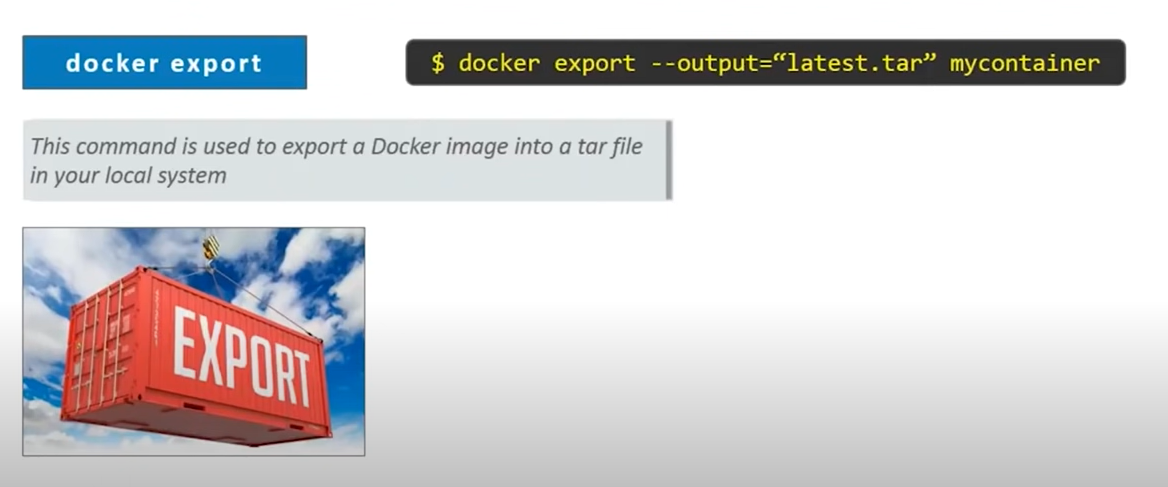 docker export
$ docker export --output=“latest.tar” mycontainer
This command is used to export a Docker image into a tar file
in your local system
EXPORT